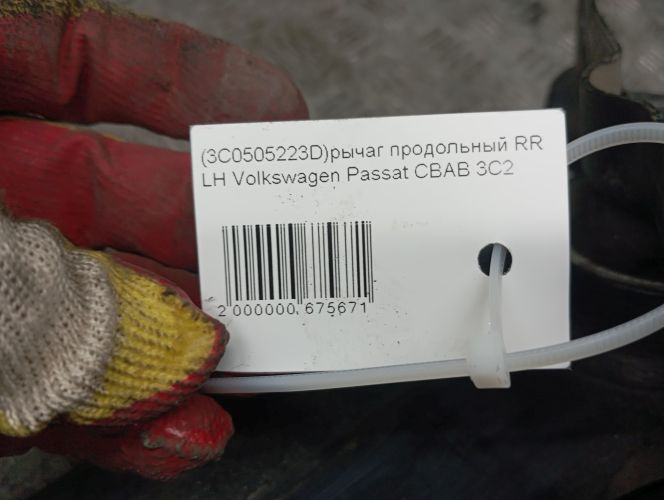 (3C0505223D)рычаг продольный RR
LH Volkswagen Passat CBAB 3C2
2 000000 675671